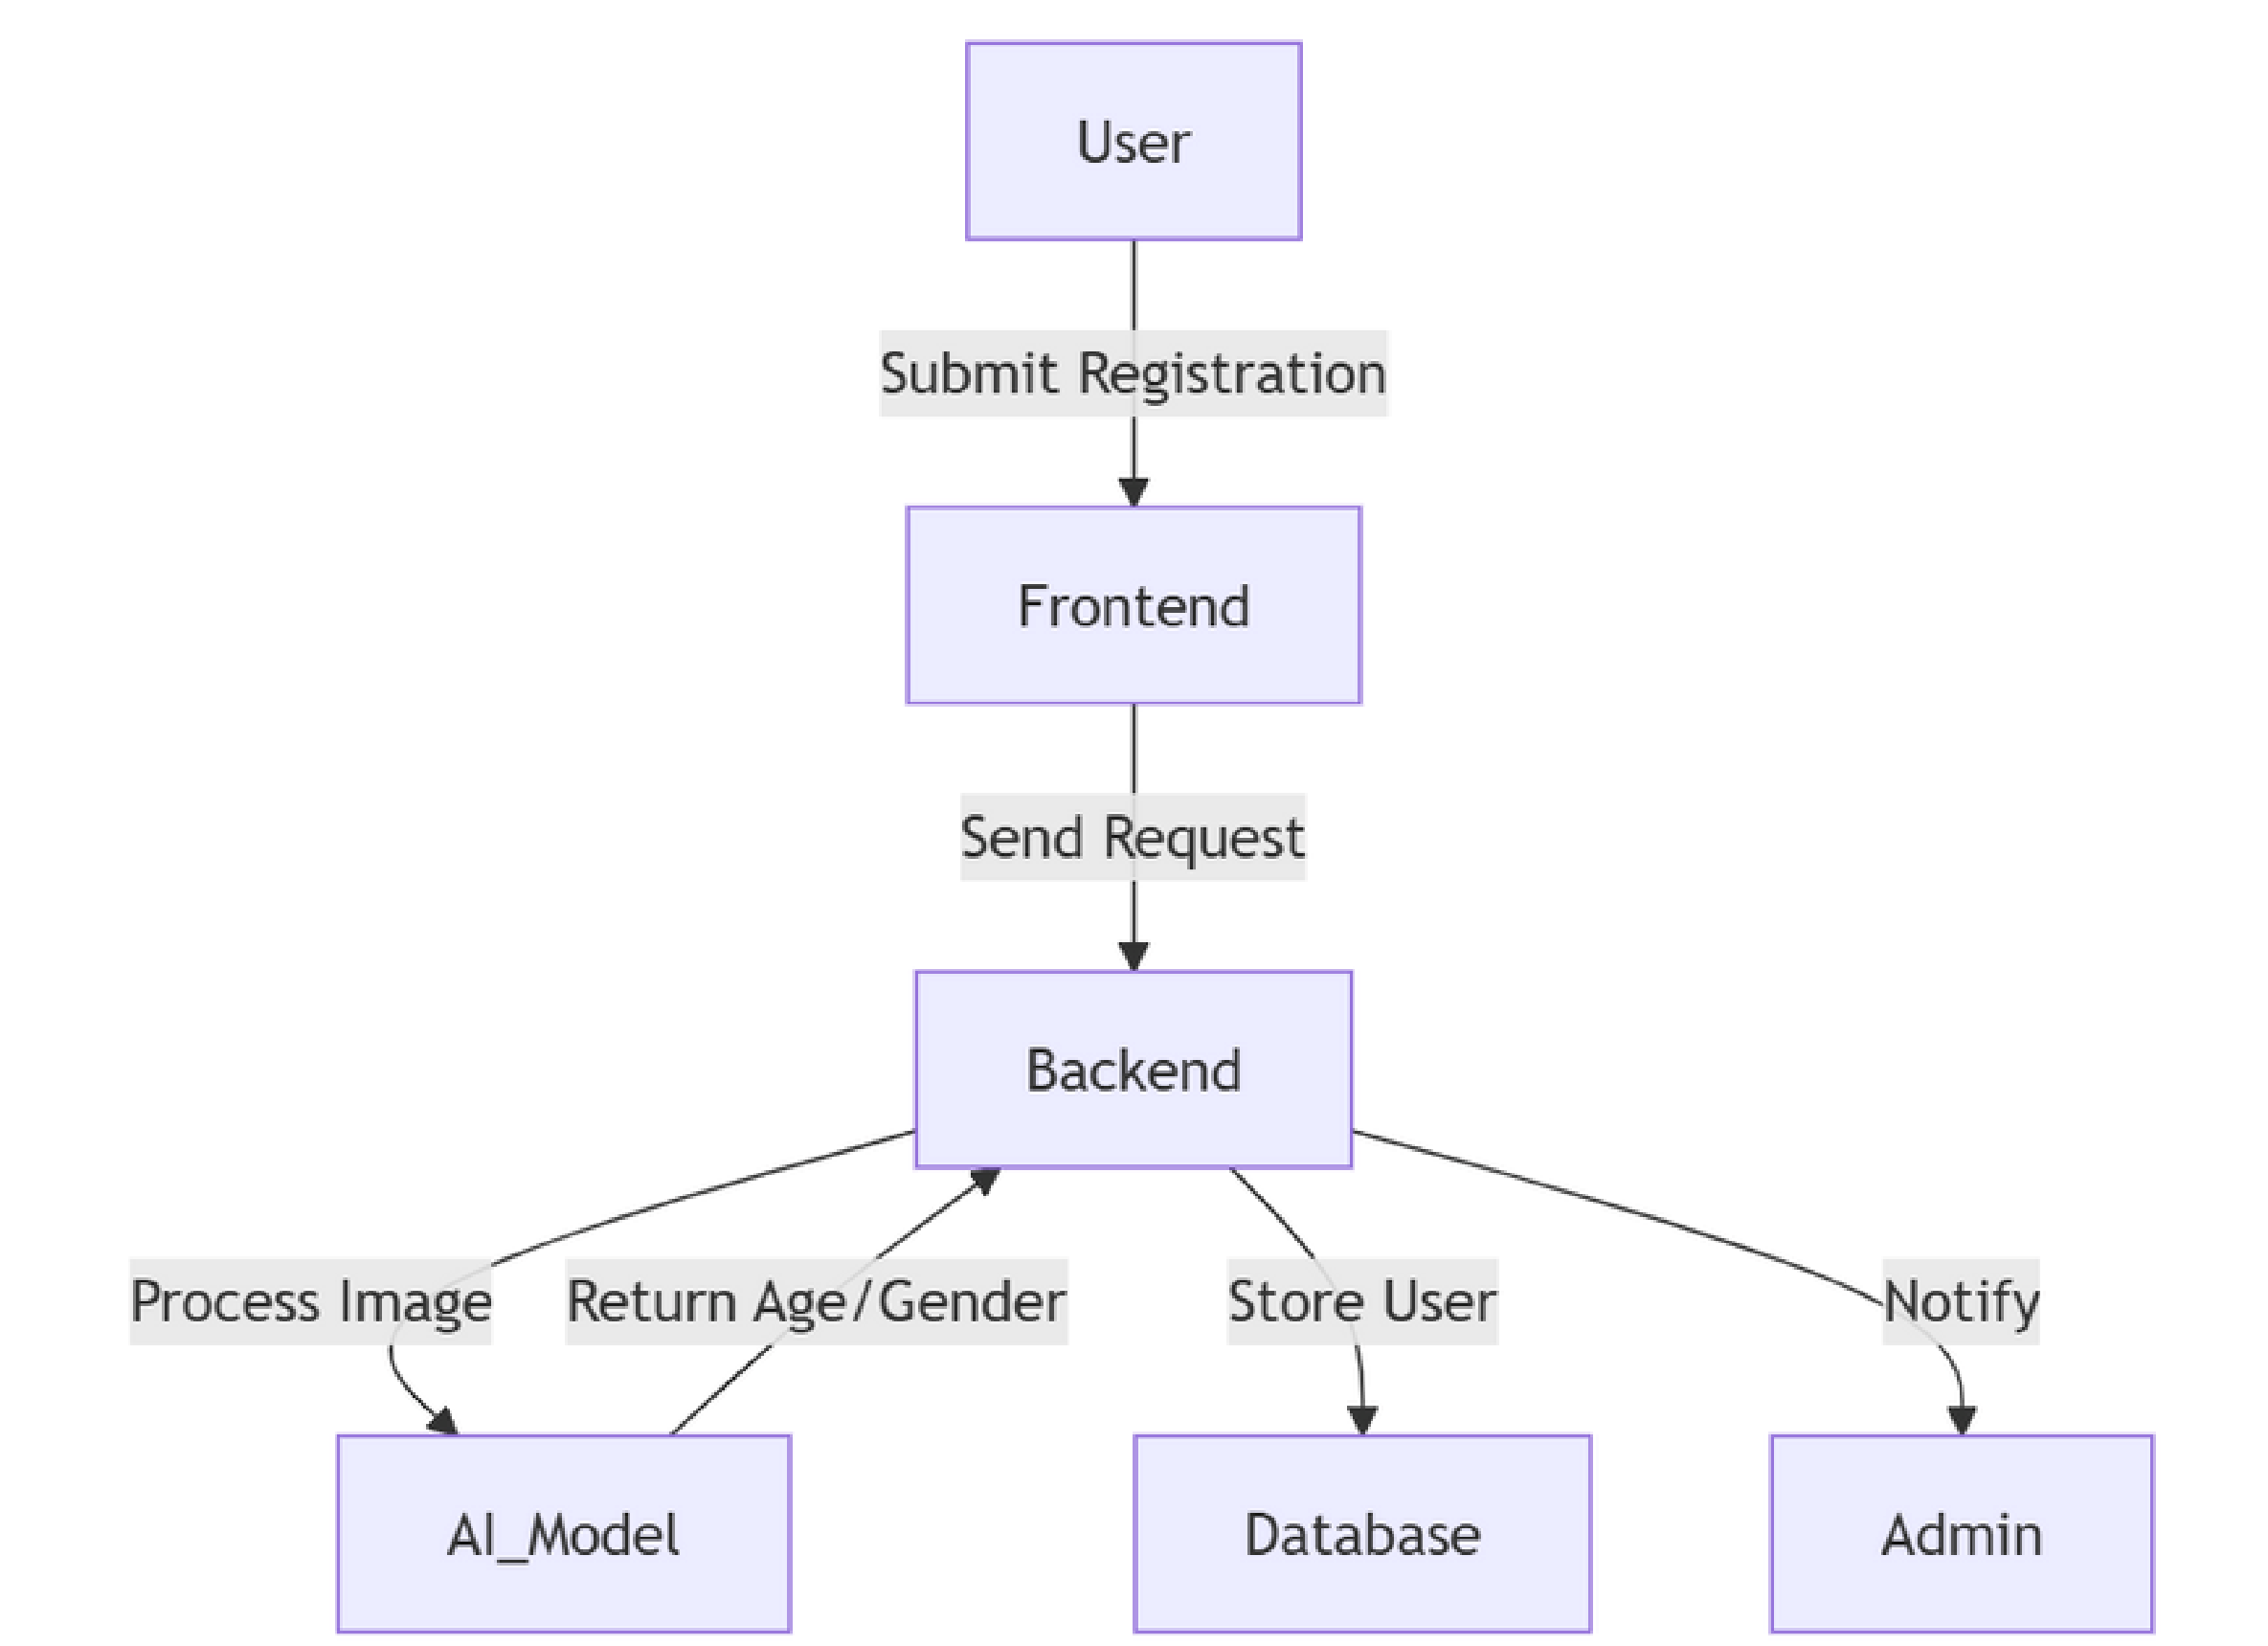 User
Submit Registration
Frontend
Send Request
Backend
Process Image
Return Age/Gender
Store User
Notify
AI_Model
Database
Admin